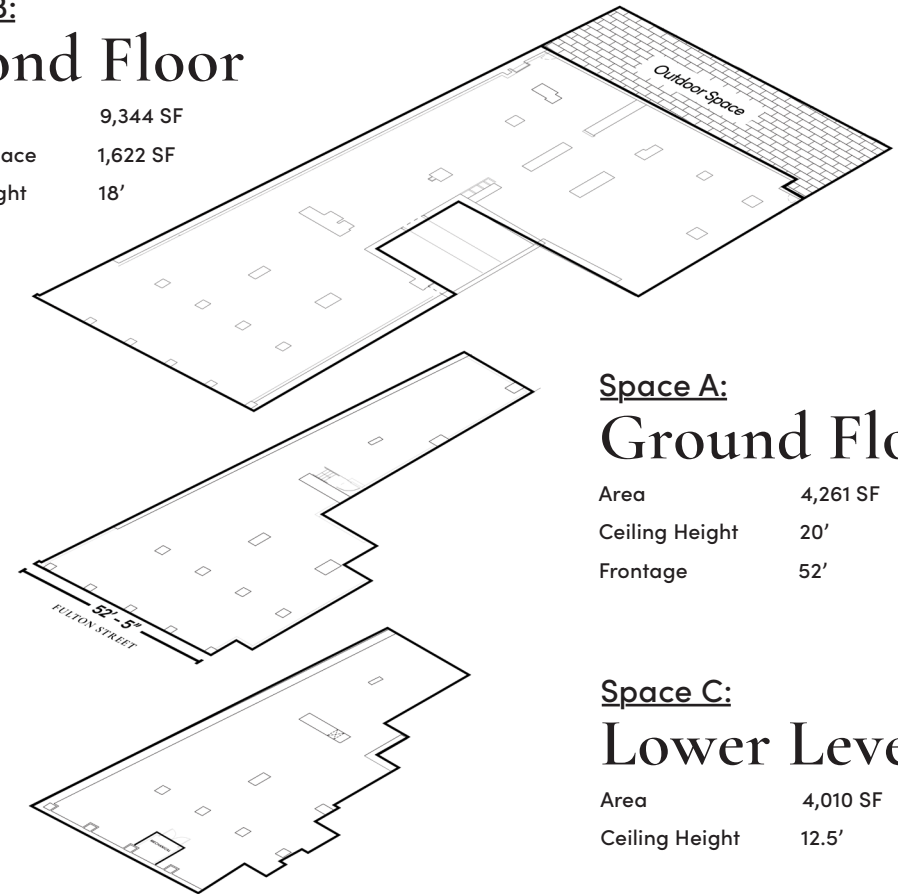 B:
ond Floor
9,344 SF
ace 1,622 SF
ght 18’
Outdoor Space
Space A:
Ground Flo
Area 4,261 SF
Ceiling Height 20’
Frontage 52’
52’-5”
FULTON STREET
Space C:
Lower Leve
Area 4,010 SF
Ceiling Height 12.5’
MECHANICAL